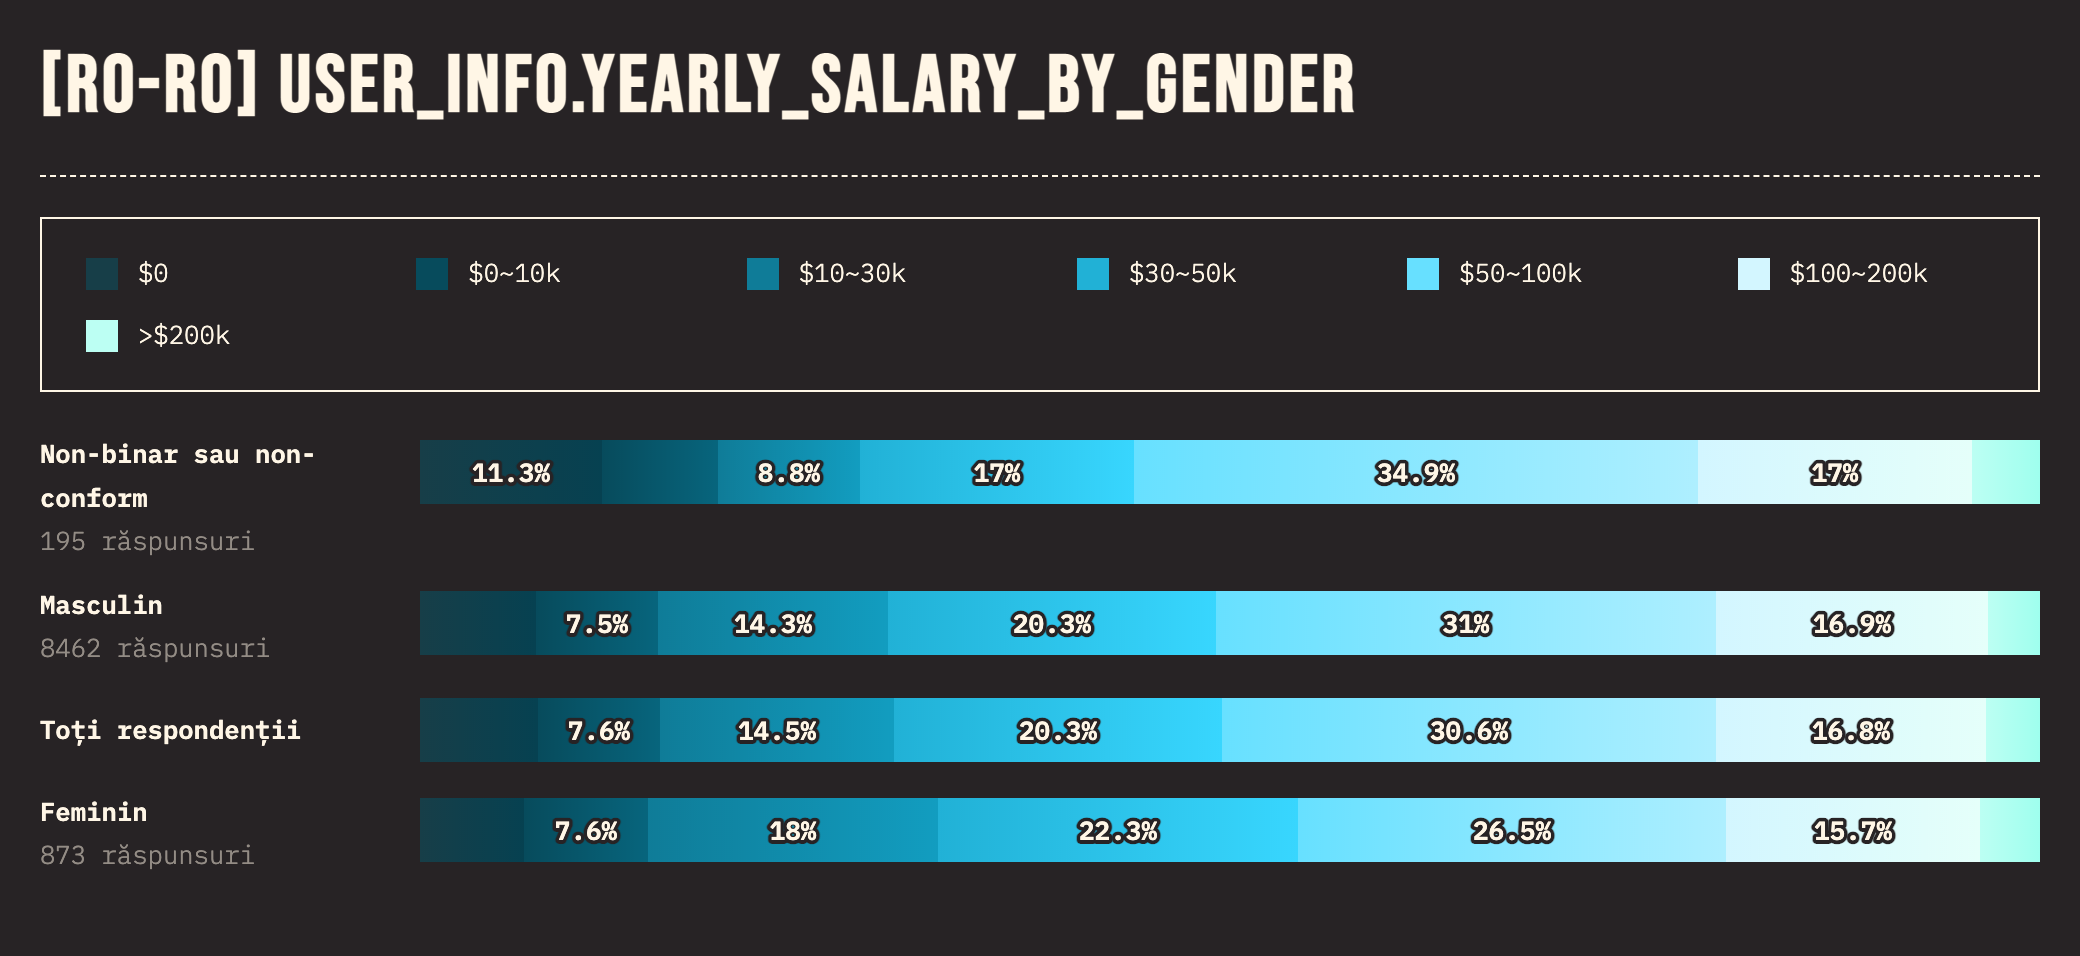 [RO-RO] USER_INFO.YEARLY_SALARY_BY_GENDER
$0
$0~10k
$10~30k
$30~50k
$50~100k
$100~200k
>$200k
Non-binar sau non-
conform
195 răspunsuri
11.3%
8.8%
17%
34.9%
17%
Masculin
8462 răspunsuri
7.5%
14.3%
20.3%
31%
16.9%
Toți respondenții
7.6%
14.5%
20.3%
30.6%
16.8%
Feminin
873 răspunsuri
7.6%
18%
22.3%
26.5%
15.7%